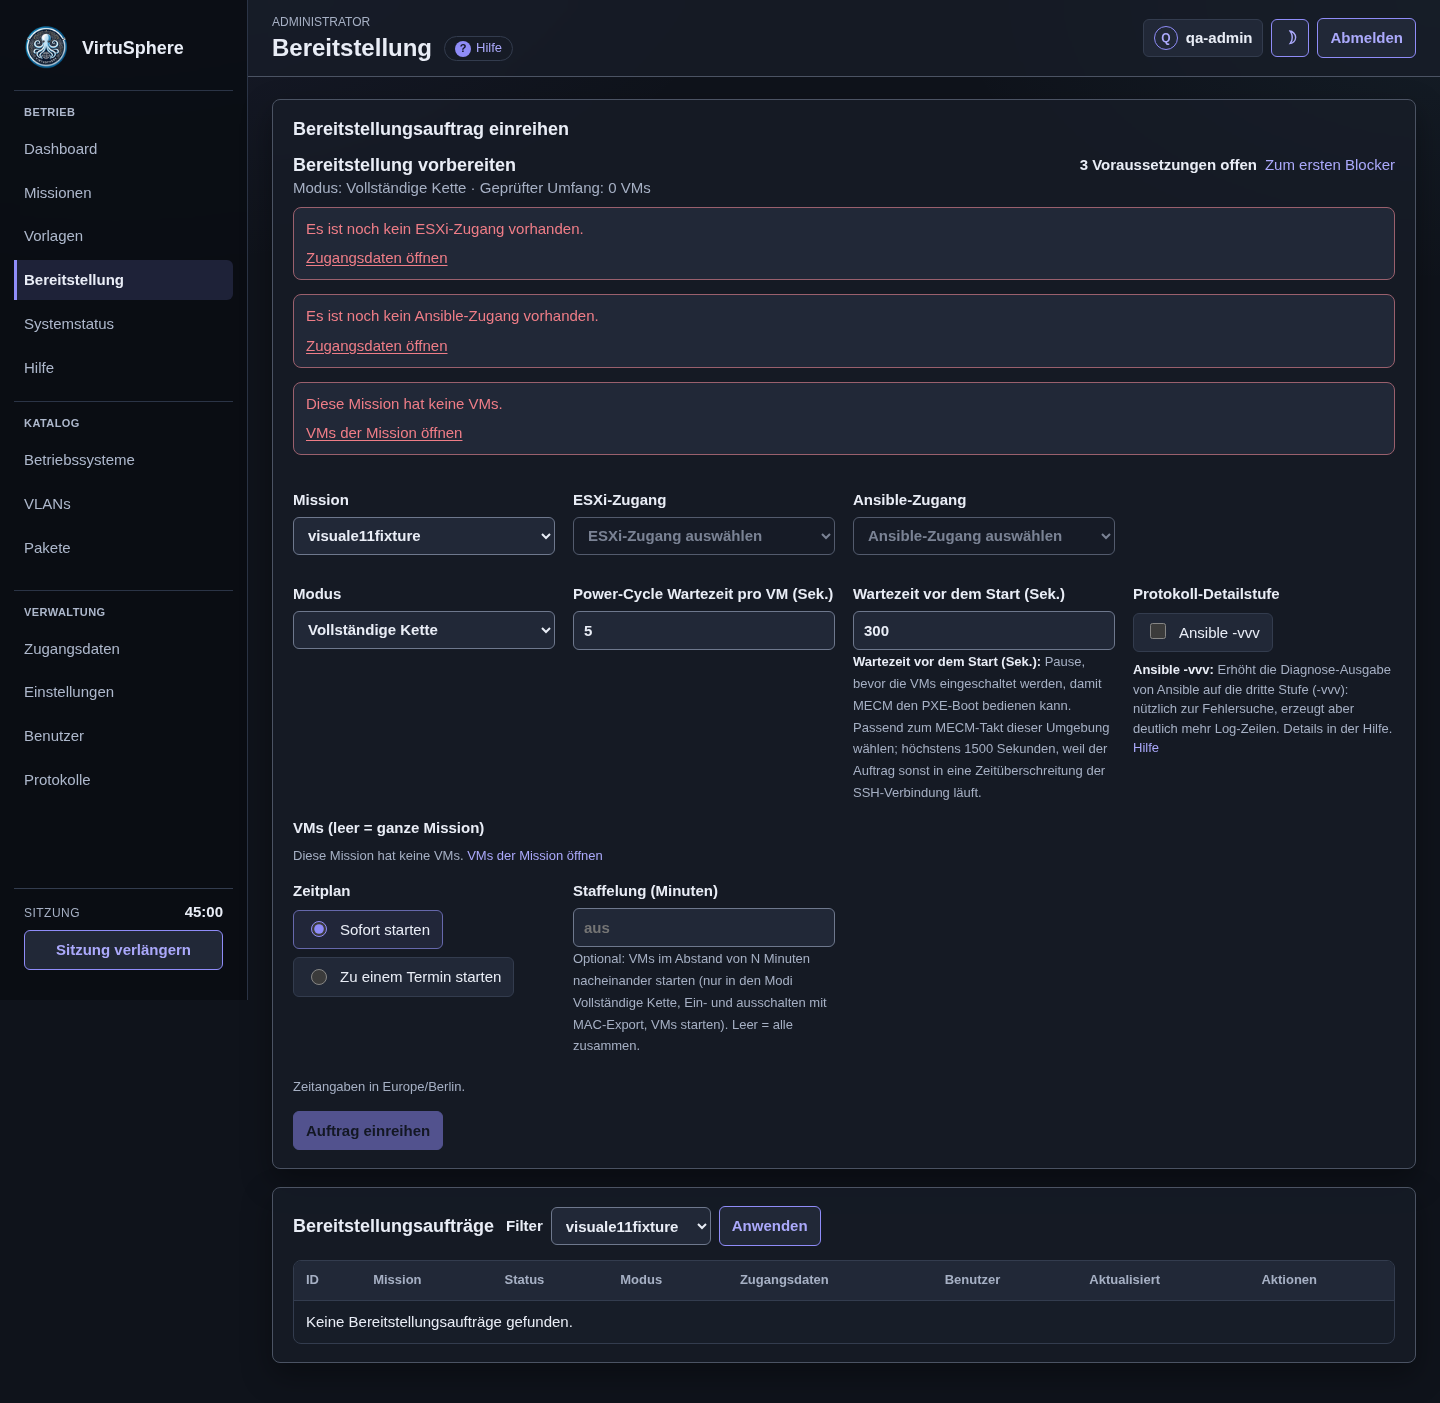 VirtuSphere
BETRIEB
Dashboard
Missionen
Vorlagen
Bereitstellung
Systemstatus
Hilfe
KATALOG
Betriebssysteme
VLANs
Pakete
VERWALTUNG
Zugangsdaten
Einstellungen
Benutzer
Protokolle
SITZUNG 45:00
Sitzung verlängern
ADMINISTRATOR
Bereitstellung ? Hilfe
Q qa-admin Abmelden
Bereitstellungsauftrag einreihen
Bereitstellung vorbereiten 3 Voraussetzungen offen Zum ersten Blocker
Modus: Vollständige Kette · Geprüfter Umfang: 0 VMs
Es ist noch kein ESXi-Zugang vorhanden.
Zugangsdaten öffnen
Es ist noch kein Ansible-Zugang vorhanden.
Zugangsdaten öffnen
Diese Mission hat keine VMs.
VMs der Mission öffnen
Mission ESXi-Zugang Ansible-Zugang
visuale11fixture ESXi-Zugang auswählen Ansible-Zugang auswählen
Modus Power-Cycle Wartezeit pro VM (Sek.) Wartezeit vor dem Start (Sek.) Protokoll-Detailstufe
Vollständige Kette 5 300 Ansible -vvv
Wartezeit vor dem Start (Sek.): Pause,
bevor die VMs eingeschaltet werden, damit
MECM den PXE-Boot bedienen kann.
Passend zum MECM-Takt dieser Umgebung
wählen; höchstens 1500 Sekunden, weil der
Auftrag sonst in eine Zeitüberschreitung der
SSH-Verbindung läuft.
Ansible -vvv: Erhöht die Diagnose-Ausgabe
von Ansible auf die dritte Stufe (-vvv):
nützlich zur Fehlersuche, erzeugt aber
deutlich mehr Log-Zeilen. Details in der Hilfe.
Hilfe
VMs (leer = ganze Mission)
Diese Mission hat keine VMs. VMs der Mission öffnen
Zeitplan
Sofort starten
Zu einem Termin starten
Staffelung (Minuten)
aus
Optional: VMs im Abstand von N Minuten
nacheinander starten (nur in den Modi
Vollständige Kette, Ein- und ausschalten mit
MAC-Export, VMs starten). Leer = alle
zusammen.
Zeitangaben in Europe/Berlin.
Auftrag einreihen
Bereitstellungsaufträge Filter visuale11fixture Anwenden
ID Mission Status Modus Zugangsdaten Benutzer Aktualisiert Aktionen
Keine Bereitstellungsaufträge gefunden.